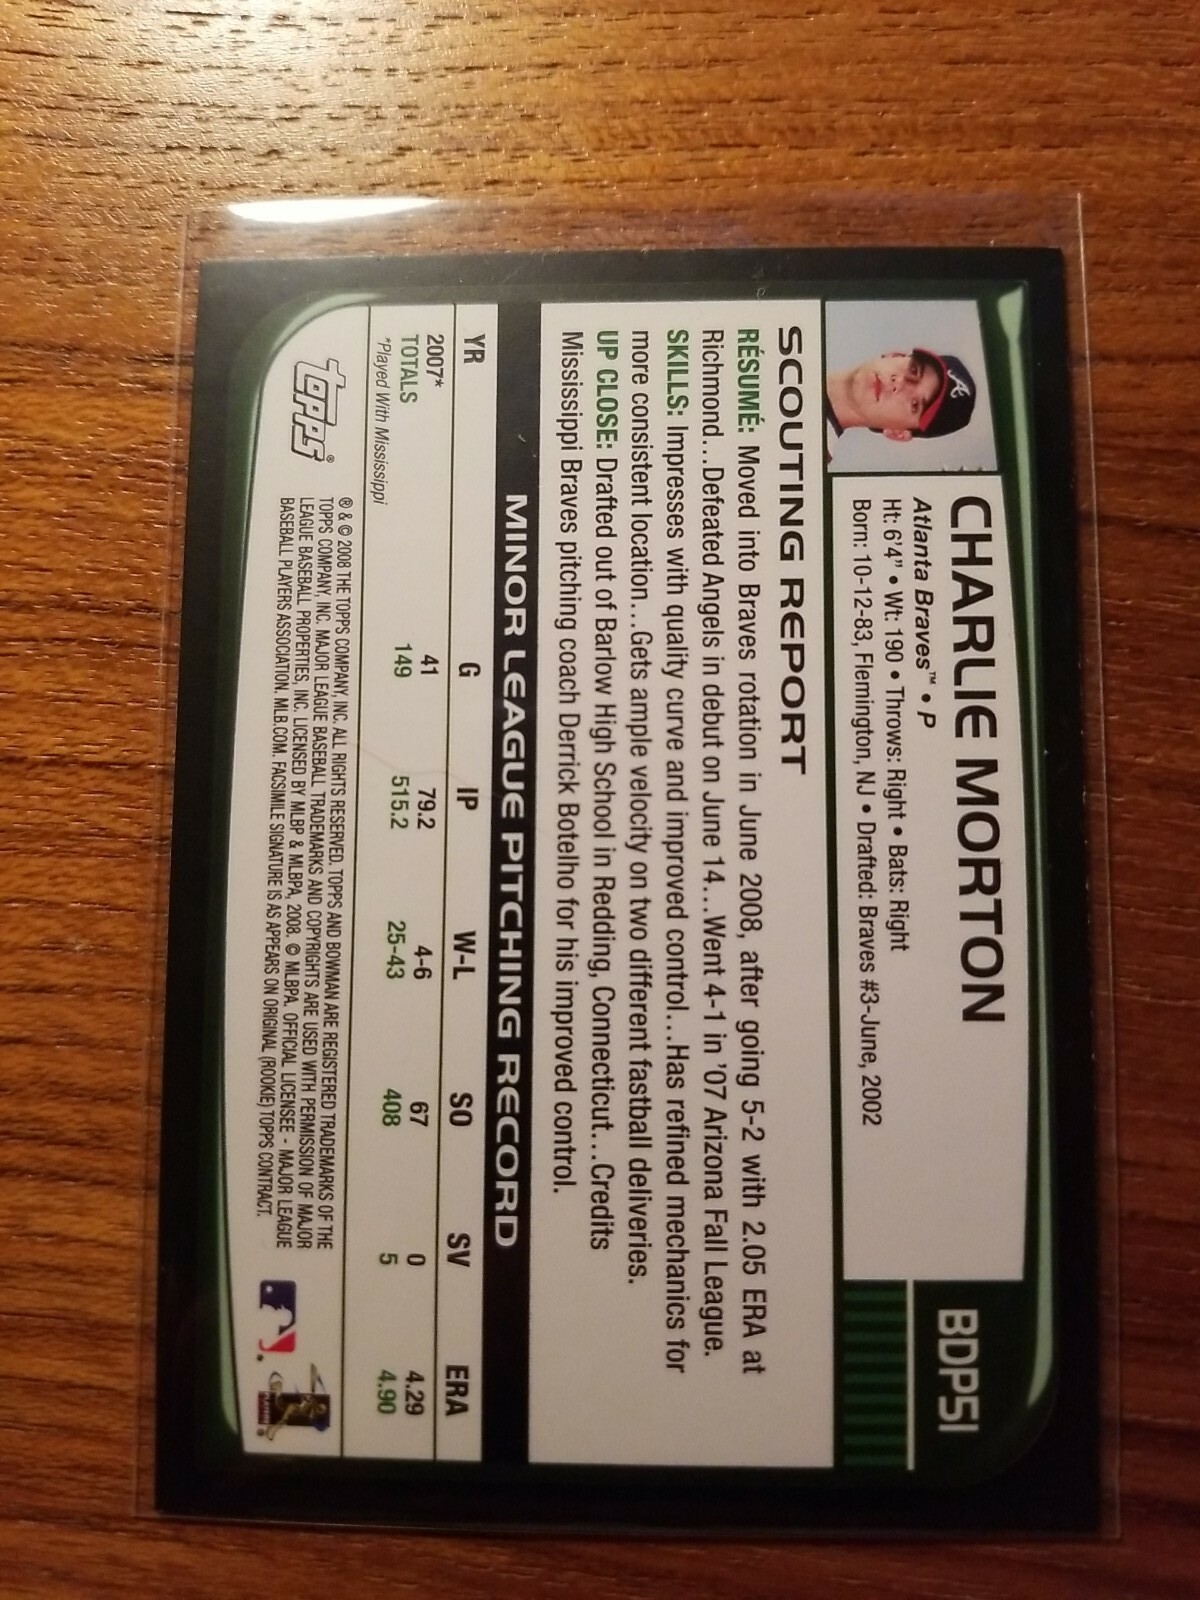 CHARLIE MORTON
BDP51
Atlanta Braves™ • P
Ht: 6'4" • Wt: 190 • Throws: Right • Bats: Right
Born: 10-12-83, Flemington, NJ • Drafted: Braves #3-June, 2002
SCOUTING REPORT
RÉSUMÉ: Moved into Braves rotation in June 2008, after going 5-2 with 2.05 ERA at
Richmond...Defeated Angels in debut on June 14...Went 4-1 in '07 Arizona Fall League.
SKILLS: Impresses with quality curve and improved control...Has refined mechanics for
more consistent location...Gets ample velocity on two different fastball deliveries.
UP CLOSE: Drafted out of Barlow High School in Redding, Connecticut...Credits
Mississippi Braves pitching coach Derrick Botelho for his improved control.
MINOR LEAGUE PITCHING RECORD
YR G IP W-L SO SV ERA
2007* 41 79.2 4-6 67 0 4.29
TOTALS 149 515.2 25-43 408 5 4.90
*Played With Mississippi
topps®
® & © 2008 THE TOPPS COMPANY, INC. ALL RIGHTS RESERVED. TOPPS AND BOWMAN ARE REGISTERED TRADEMARKS OF THE
TOPPS COMPANY, INC. MAJOR LEAGUE BASEBALL TRADEMARKS AND COPYRIGHTS ARE USED WITH PERMISSION OF MAJOR
LEAGUE BASEBALL PROPERTIES, INC. LICENSED BY MLBP & MLBPA, 2008. © MLBPA. OFFICIAL LICENSEE - MAJOR LEAGUE
BASEBALL PLAYERS ASSOCIATION. MLB.COM. FACSIMILE SIGNATURE IS AS APPEARS ON ORIGINAL (ROOKIE) TOPPS CONTRACT.